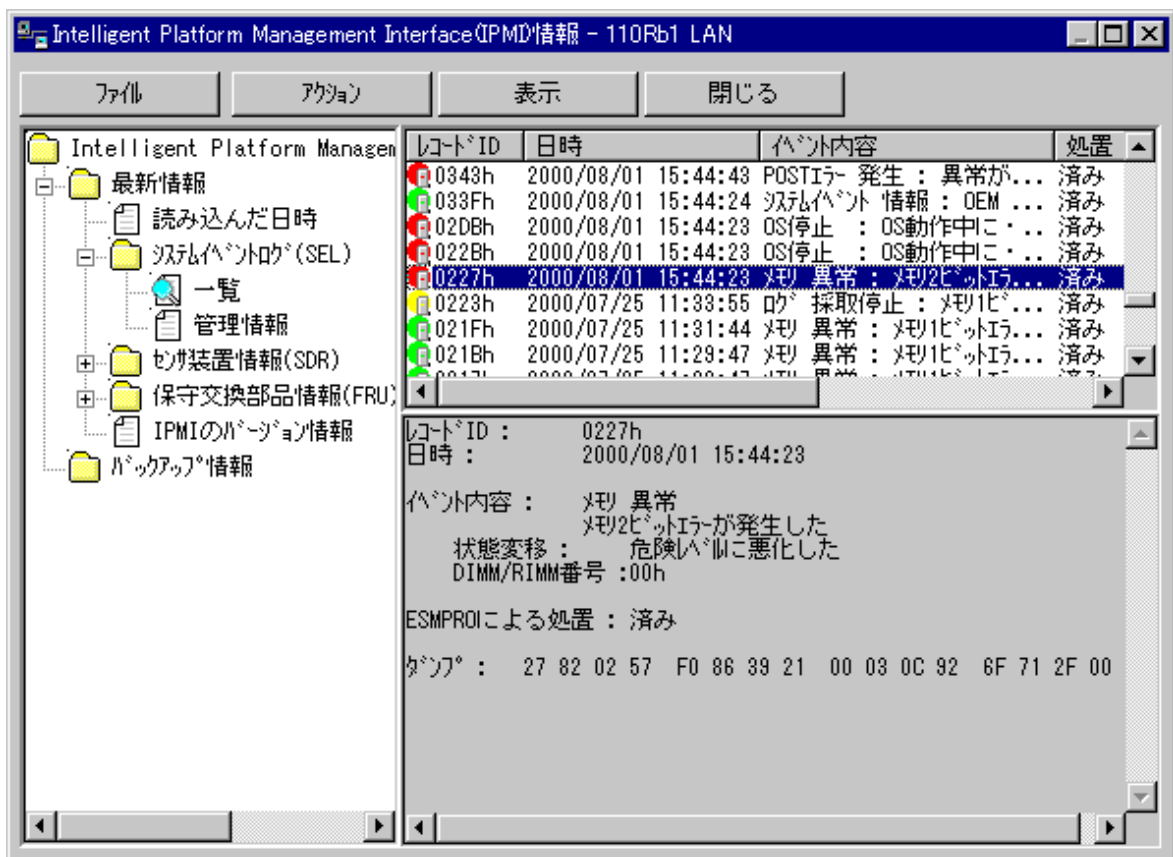 Intelligent Platform Management Interface(IPMI)情報 - 110Rb1 LAN
ﾌｧｲﾙ ｱｸｼｮﾝ 表示 閉じる
Intelligent Platform Managem
最新情報
読み込んだ日時
ｼｽﾃﾑｲﾍﾞﾝﾄﾛｸﾞ(SEL)
一覧
管理情報
ｾﾝｻ装置情報(SDR)
保守交換部品情報(FRU)
IPMIのﾊﾞｰｼﾞｮﾝ情報
ﾊﾞｯｸｱｯﾌﾟ情報
ﾚｺｰﾄﾞID 日時 ｲﾍﾞﾝﾄ内容 処置
0343h 2000/08/01 15:44:43 POSTｴﾗｰ 発生 : 異常が... 済み
033Fh 2000/08/01 15:44:24 ｼｽﾃﾑｲﾍﾞﾝﾄ 情報 : OEM ... 済み
02DBh 2000/08/01 15:44:23 OS停止 : OS動作中に・.. 済み
022Bh 2000/08/01 15:44:23 OS停止 : OS動作中に・.. 済み
0227h 2000/08/01 15:44:23 ﾒﾓﾘ 異常 : ﾒﾓﾘ2ﾋﾞｯﾄｴﾗ... 済み
0223h 2000/07/25 11:33:55 ﾛｸﾞ 採取停止 : ﾒﾓﾘ1ﾋﾞ... 済み
021Fh 2000/07/25 11:31:44 ﾒﾓﾘ 異常 : ﾒﾓﾘ1ﾋﾞｯﾄｴﾗ... 済み
021Bh 2000/07/25 11:29:47 ﾒﾓﾘ 異常 : ﾒﾓﾘ1ﾋﾞｯﾄｴﾗ... 済み
ﾚｺｰﾄﾞID : 0227h
日時 : 2000/08/01 15:44:23
ｲﾍﾞﾝﾄ内容 : ﾒﾓﾘ 異常
ﾒﾓﾘ2ﾋﾞｯﾄｴﾗｰが発生した
状態変移 : 危険ﾚﾍﾞﾙに悪化した
DIMM/RIMM番号 :00h
ESMPROによる処置 : 済み
ﾀﾞﾝﾌﾟ : 27 82 02 57 F0 86 39 21 00 03 0C 92 6F 71 2F 00